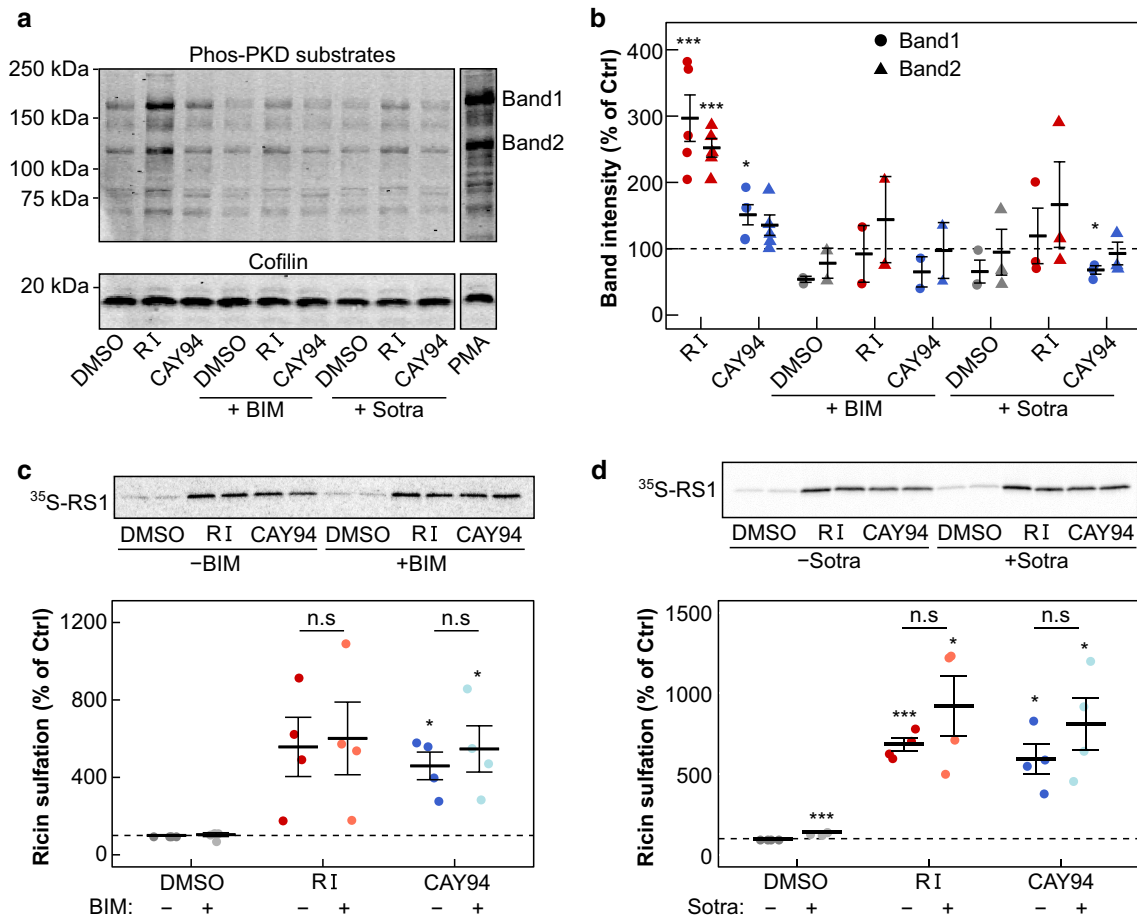 a
Phos-PKD substrates
250 kDa
150 kDa
100 kDa
75 kDa
Band1
Band2
Cofilin
20 kDa
DMSO RI CAY94 DMSO RI CAY94 DMSO RI CAY94 PMA
+ BIM + Sotra
b
Band intensity (% of Ctrl)
400
300
200
100
0
Band1
Band2
*** *** * *
RI CAY94 DMSO RI CAY94 DMSO RI CAY94
+ BIM + Sotra
c
³⁵S-RS1
DMSO RI CAY94 DMSO RI CAY94
−BIM +BIM
Ricin sulfation (% of Ctrl)
1200
800
400
0
n.s n.s
* *
DMSO RI CAY94
BIM: − + − + − +
d
³⁵S-RS1
DMSO RI CAY94 DMSO RI CAY94
−Sotra +Sotra
Ricin sulfation (% of Ctrl)
1500
1000
500
0
n.s n.s
*** *** * * *
DMSO RI CAY94
Sotra: − + − + − +